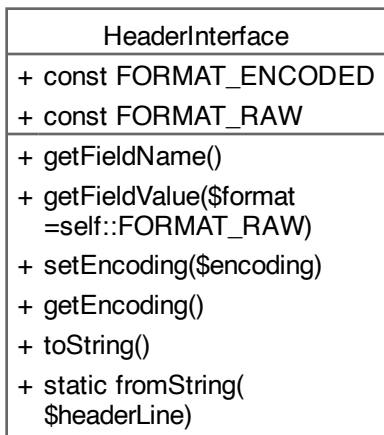 HeaderInterface
+ const FORMAT_ENCODED
+ const FORMAT_RAW
+ getFieldName()
+ getFieldValue($format
=self::FORMAT_RAW)
+ setEncoding($encoding)
+ getEncoding()
+ toString()
+ static fromString(
$headerLine)